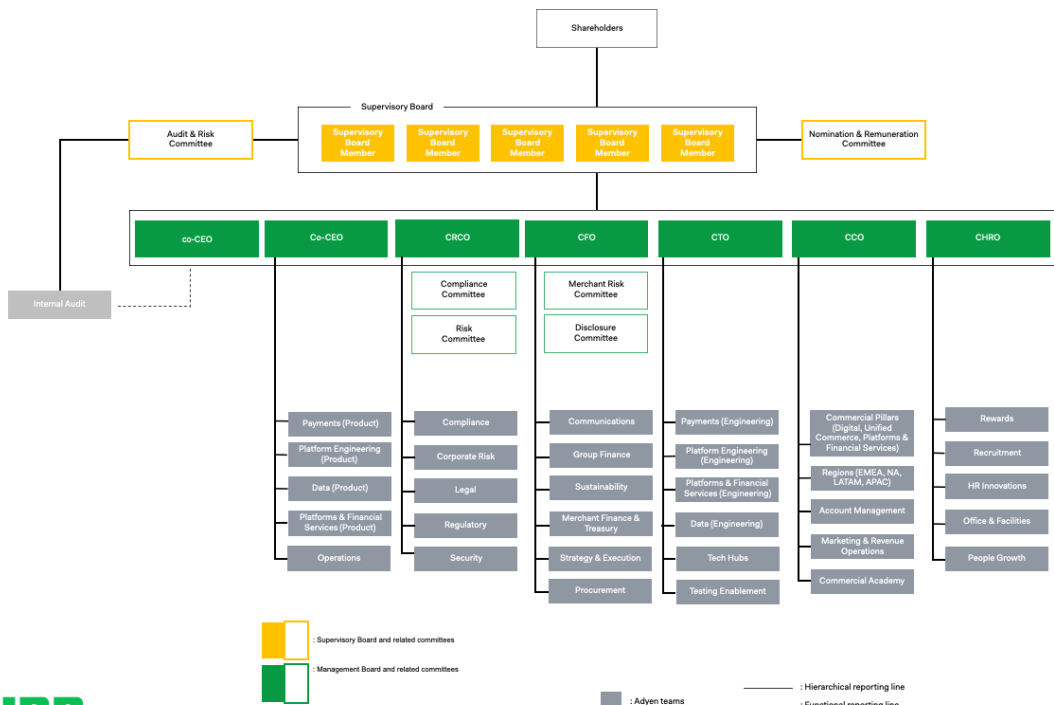 Shareholders
Supervisory Board
Audit & Risk
Committee
Supervisory
Board
Member
Supervisory
Board
Member
Supervisory
Board
Member
Supervisory
Board
Member
Supervisory
Board
Member
Nomination & Remuneration
Committee
co-CEO
Co-CEO
CRCO
CFO
CTO
CCO
CHRO
Internal Audit
Compliance
Committee
Merchant Risk
Committee
Risk
Committee
Disclosure
Committee
Payments (Product)
Platform Engineering
(Product)
Data (Product)
Platforms & Financial
Services (Product)
Operations
Compliance
Corporate Risk
Legal
Regulatory
Security
Communications
Group Finance
Sustainability
Merchant Finance &
Treasury
Strategy & Execution
Procurement
Payments (Engineering)
Platform Engineering
(Engineering)
Platforms & Financial
Services (Engineering)
Data (Engineering)
Tech Hubs
Testing Enablement
Commercial Pillars
(Digital, Unified
Commerce, Platforms &
Financial Services)
Regions (EMEA, NA,
LATAM, APAC)
Account Management
Marketing & Revenue
Operations
Commercial Academy
Rewards
Recruitment
HR Innovations
Office & Facilities
People Growth
: Supervisory Board and related committees
: Management Board and related committees
: Adyen teams
: Hierarchical reporting line
: Functional reporting line